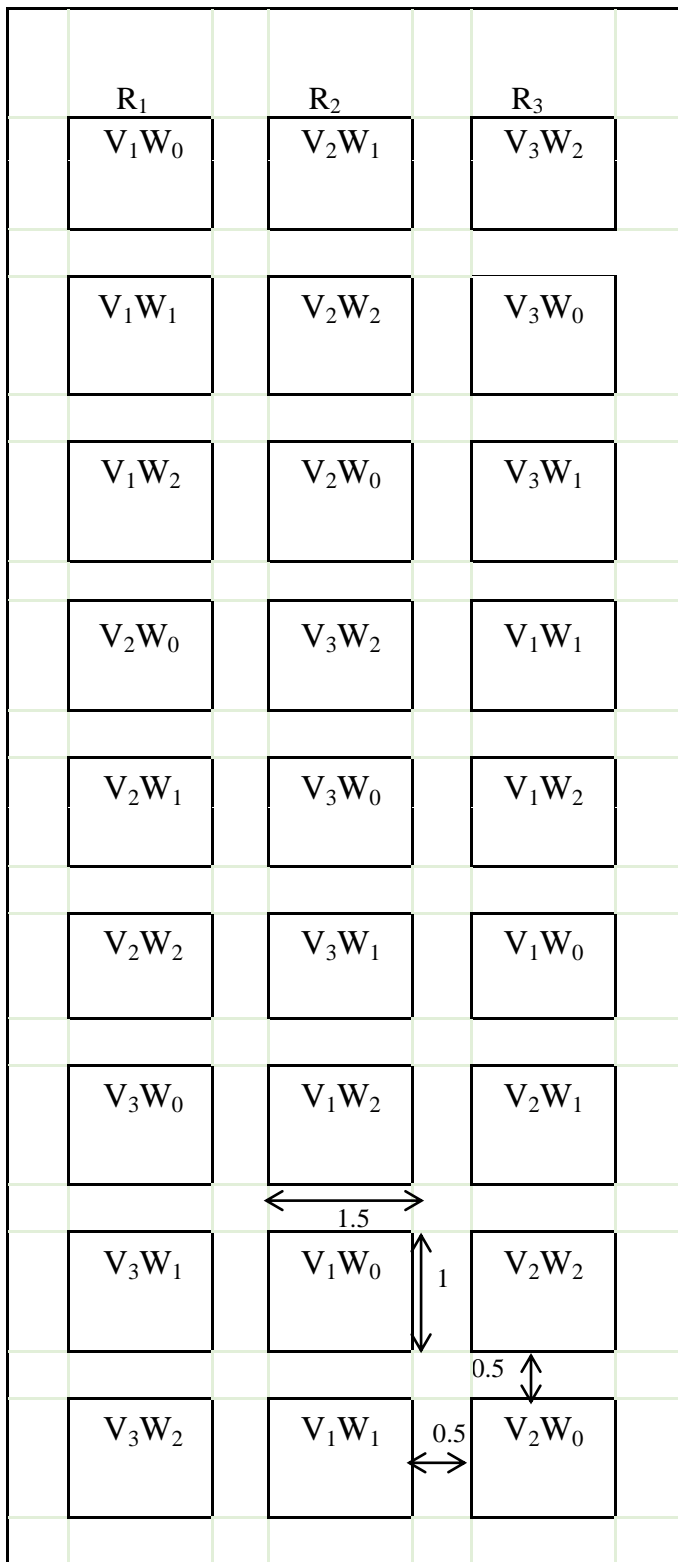 R₁ R₂ R₃
V₁W₀ V₂W₁ V₃W₂
V₁W₁ V₂W₂ V₃W₀
V₁W₂ V₂W₀ V₃W₁
V₂W₀ V₃W₂ V₁W₁
V₂W₁ V₃W₀ V₁W₂
V₂W₂ V₃W₁ V₁W₀
V₃W₀ V₁W₂ V₂W₁
1.5
V₃W₁ V₁W₀ V₂W₂
1
0.5
V₃W₂ V₁W₁ V₂W₀
0.5